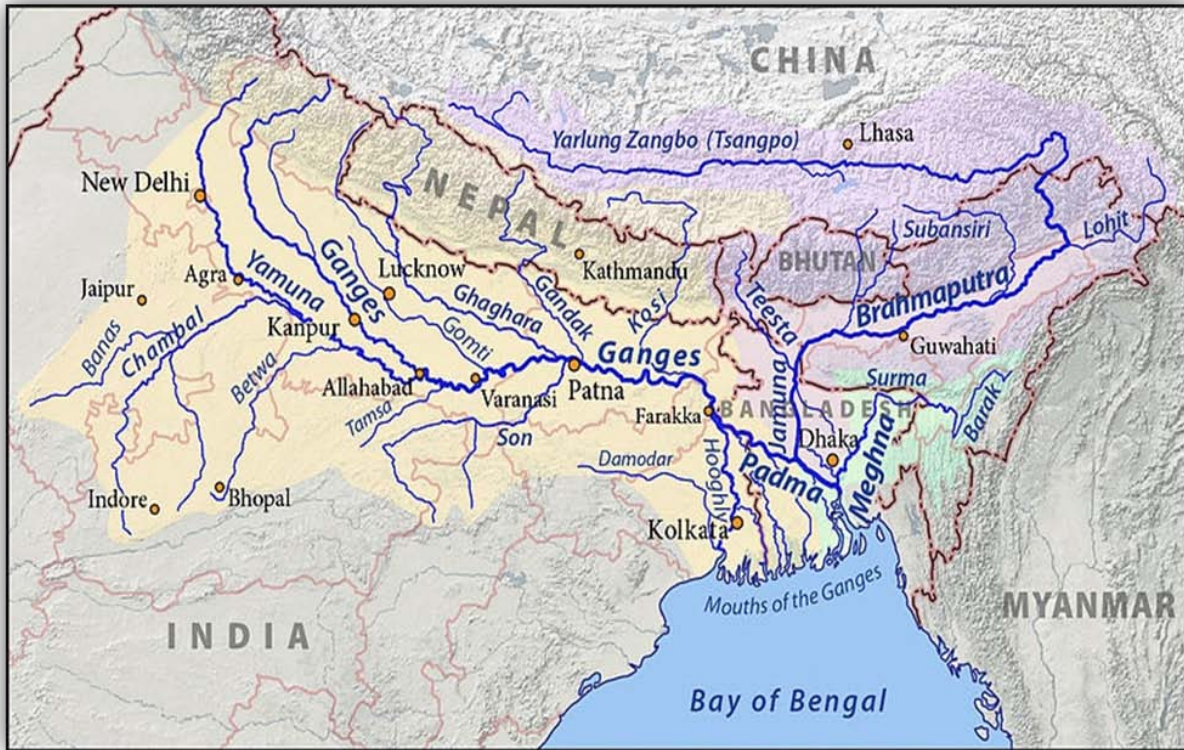 CHINA
Yarlung Zangbo (Tsangpo)
Lhasa
New Delhi
NEPAL
Subansiri
Lohit
BHUTAN
Agra
Yamuna
Ganges
Lucknow
Kathmandu
Jaipur
Ghaghara
Gandak
Kosi
Teesta
Brahmaputra
Banas
Chambal
Kanpur
Gomti
Ganges
Guwahati
Betwa
Allahabad
Varanasi
Patna
Surma
Tamsa
Farakka
BANGLADESH
Jamuna
Barak
Son
Dhaka
Damodar
Hooghly
Padma
Meghna
Indore
Bhopal
Kolkata
Mouths of the Ganges
MYANMAR
INDIA
Bay of Bengal